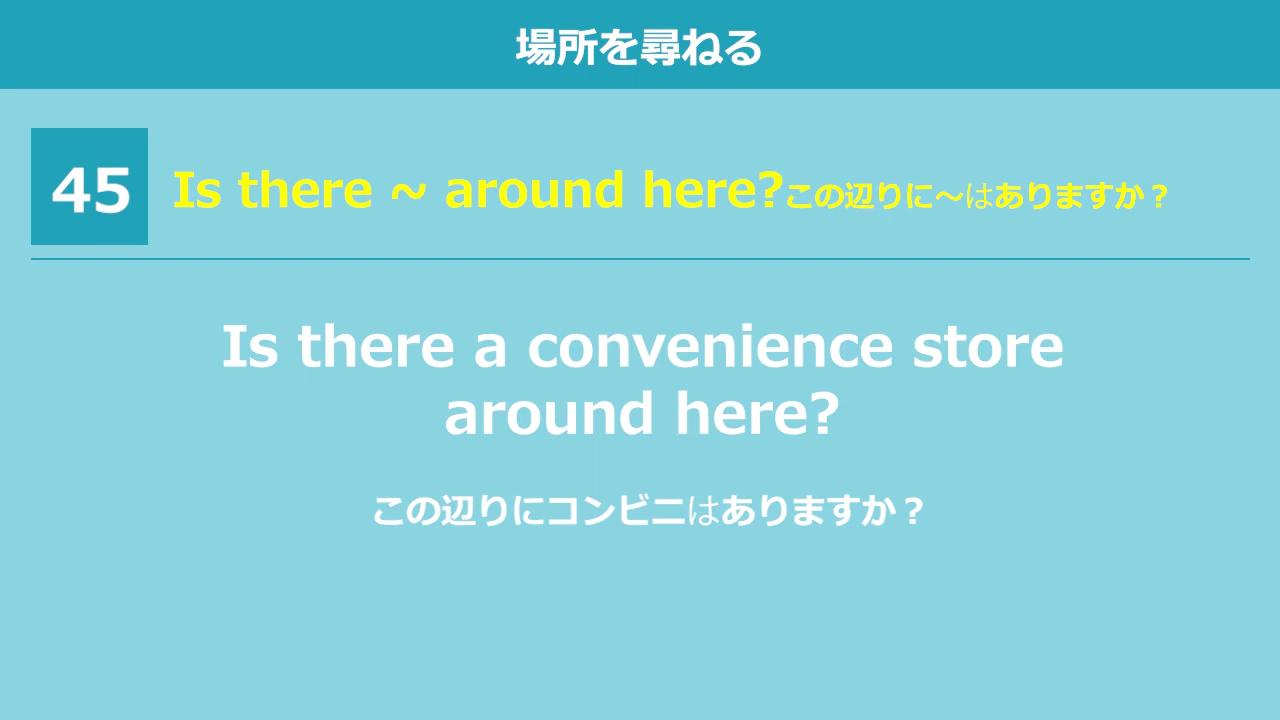 場所を尋ねる
45
Is there ~ around here?この辺りに〜はありますか？
Is there a convenience store
around here?
この辺りにコンビニはありますか？